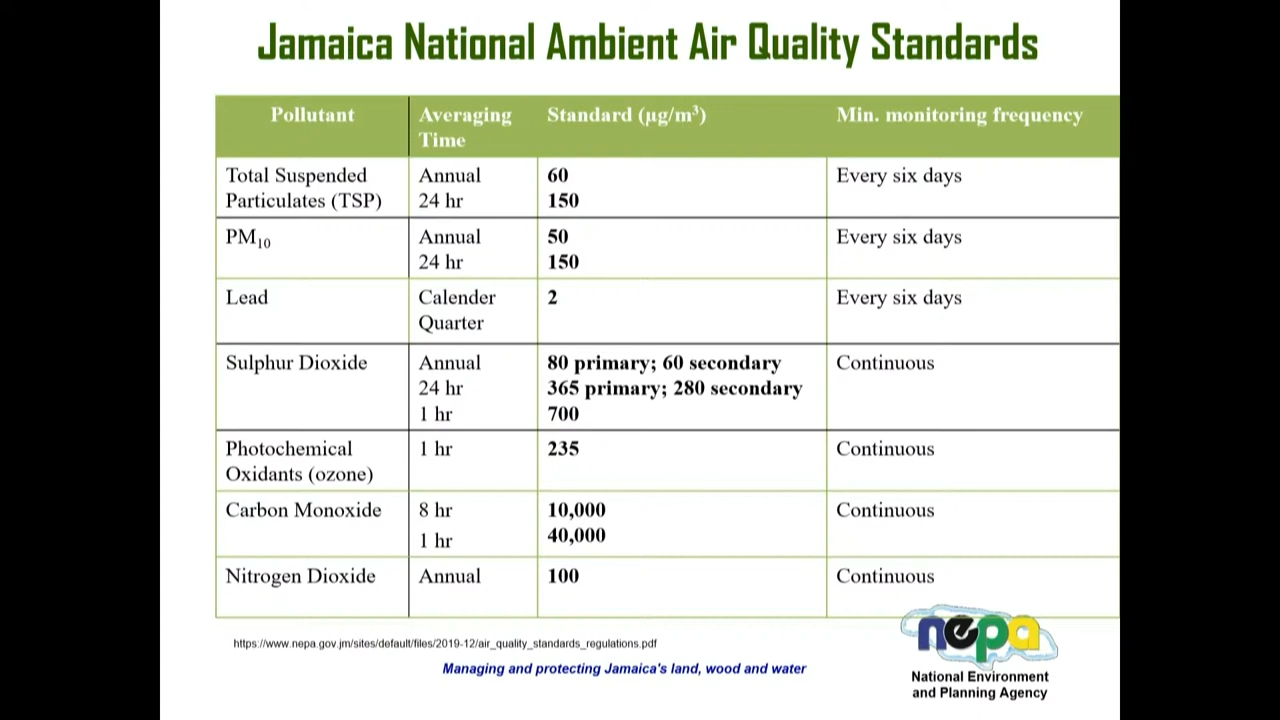 Jamaica National Ambient Air Quality Standards
Pollutant Averaging Time Standard (µg/m³) Min. monitoring frequency
Total Suspended Annual 60 Every six days
Particulates (TSP) 24 hr 150
PM₁₀ Annual 50 Every six days
24 hr 150
Lead Calender 2 Every six days
Quarter
Sulphur Dioxide Annual 80 primary; 60 secondary Continuous
24 hr 365 primary; 280 secondary
1 hr 700
Photochemical 1 hr 235 Continuous
Oxidants (ozone)
Carbon Monoxide 8 hr 10,000 Continuous
1 hr 40,000
Nitrogen Dioxide Annual 100 Continuous
nepa
https://www.nepa.gov.jm/sites/default/files/2019-12/air_quality_standards_regulations.pdf
Managing and protecting Jamaica's land, wood and water
National Environment
and Planning Agency